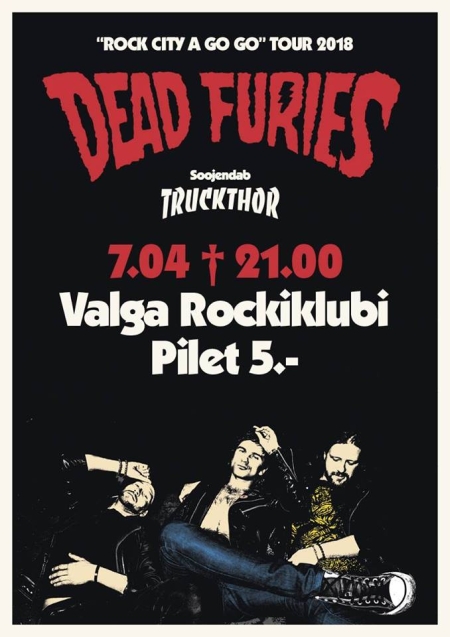 “ROCK CITY A GO GO” TOUR 2018
DEAD FURIES
Soojendab
TRUCKTHOR
7.04 † 21.00
Valga Rockiklubi
Pilet 5.-